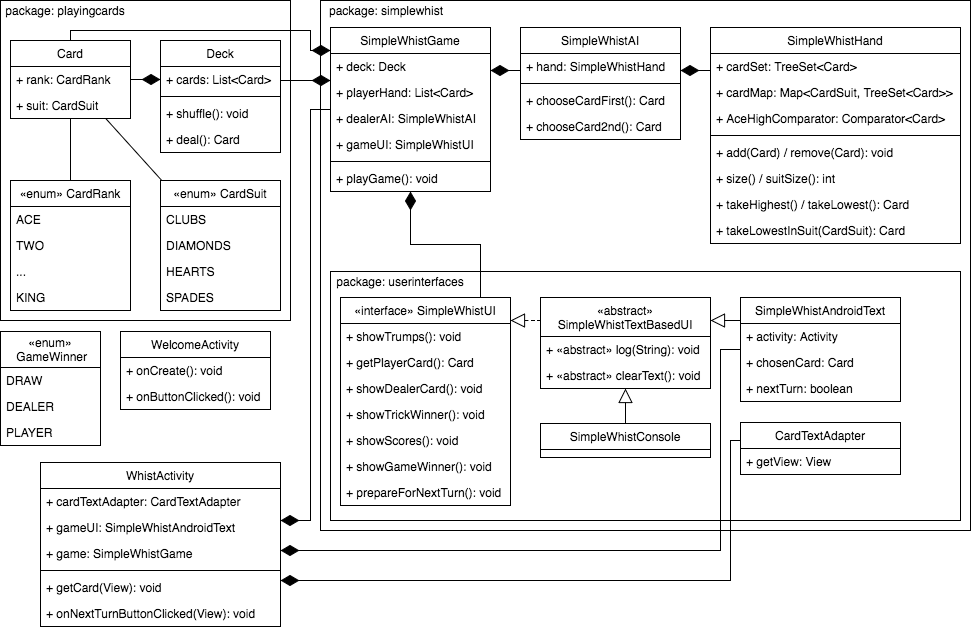 package: playingcards
Card
+ rank: CardRank
+ suit: CardSuit
Deck
+ cards: List<Card>
+ shuffle(): void
+ deal(): Card
«enum» CardRank
ACE
TWO
...
KING
«enum» CardSuit
CLUBS
DIAMONDS
HEARTS
SPADES
package: simplewhist
SimpleWhistGame
+ deck: Deck
+ playerHand: List<Card>
+ dealerAI: SimpleWhistAI
+ gameUI: SimpleWhistUI
+ playGame(): void
SimpleWhistAI
+ hand: SimpleWhistHand
+ chooseCardFirst(): Card
+ chooseCard2nd(): Card
SimpleWhistHand
+ cardSet: TreeSet<Card>
+ cardMap: Map<CardSuit, TreeSet<Card>>
+ AceHighComparator: Comparator<Card>
+ add(Card) / remove(Card): void
+ size() / suitSize(): int
+ takeHighest() / takeLowest(): Card
+ takeLowestInSuit(CardSuit): Card
package: userinterfaces
«interface» SimpleWhistUI
+ showTrumps(): void
+ getPlayerCard(): Card
+ showDealerCard(): void
+ showTrickWinner(): void
+ showScores(): void
+ showGameWinner(): void
+ prepareForNextTurn(): void
«abstract»
SimpleWhistTextBasedUI
+ «abstract» log(String): void
+ «abstract» clearText(): void
SimpleWhistConsole
SimpleWhistAndroidText
+ activity: Activity
+ chosenCard: Card
+ nextTurn: boolean
CardTextAdapter
+ getView: View
«enum»
GameWinner
DRAW
DEALER
PLAYER
WelcomeActivity
+ onCreate(): void
+ onButtonClicked(): void
WhistActivity
+ cardTextAdapter: CardTextAdapter
+ gameUI: SimpleWhistAndroidText
+ game: SimpleWhistGame
+ getCard(View): void
+ onNextTurnButtonClicked(View): void